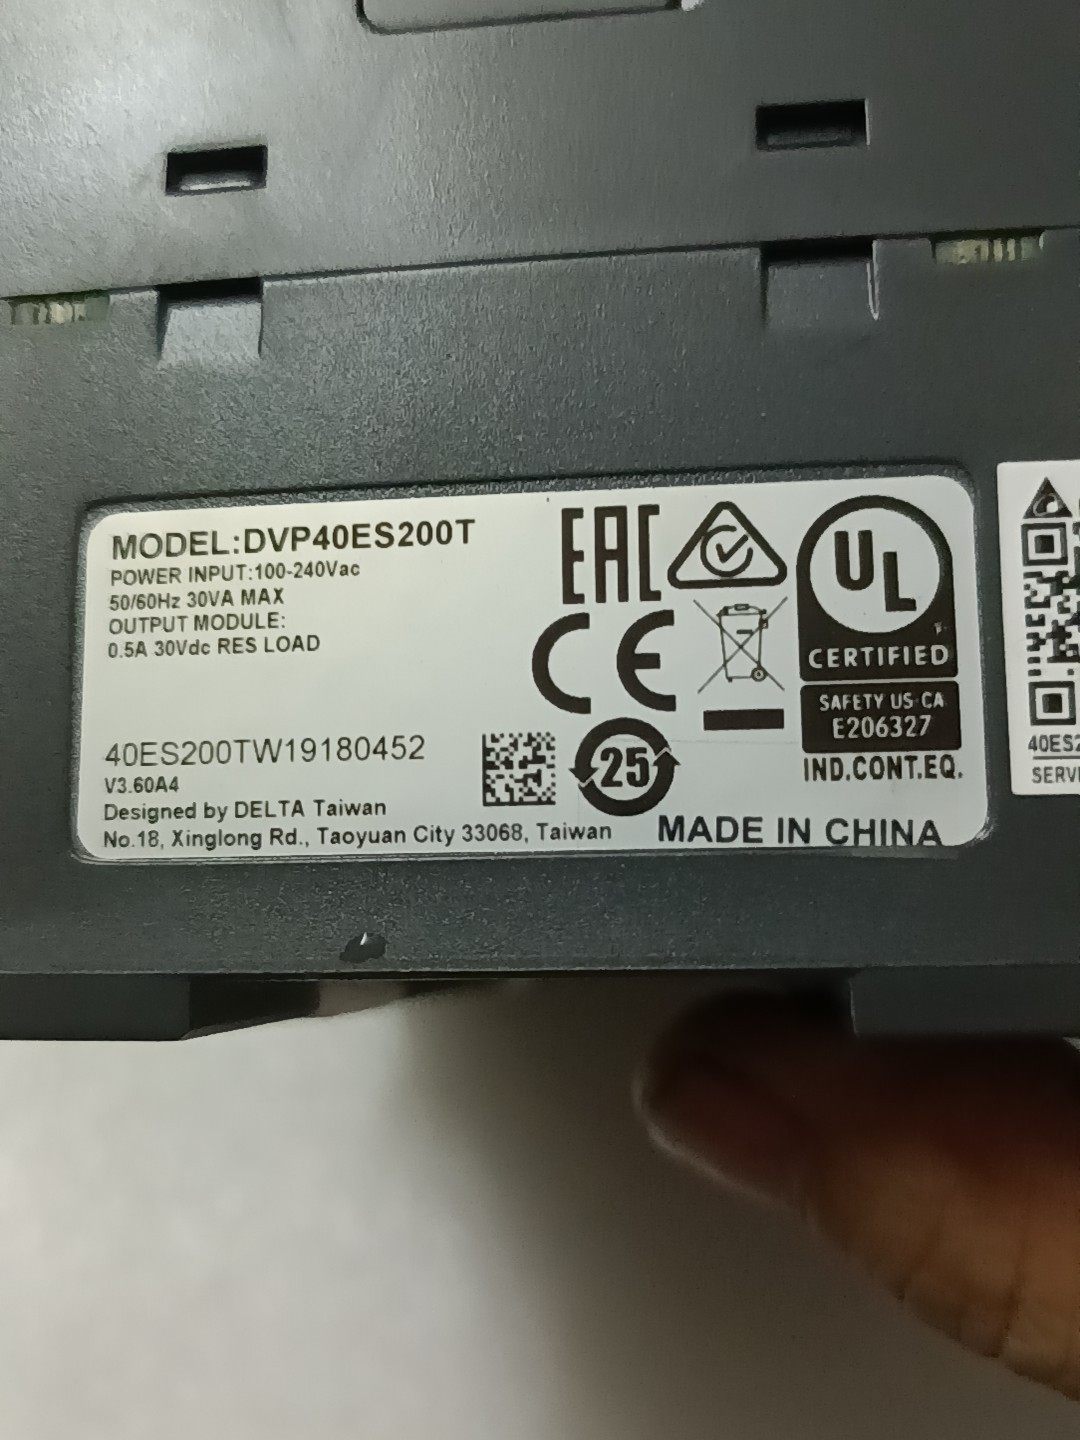 MODEL:DVP40ES200T
POWER INPUT:100-240Vac
50/60Hz 30VA MAX
OUTPUT MODULE:
0.5A 30Vdc RES LOAD
40ES200TW19180452
V3.60A4
Designed by DELTA Taiwan
No.18, Xinglong Rd., Taoyuan City 33068, Taiwan
EAC
CE
25
UL
CERTIFIED
SAFETY US CA
E206327
IND.CONT.EQ.
MADE IN CHINA